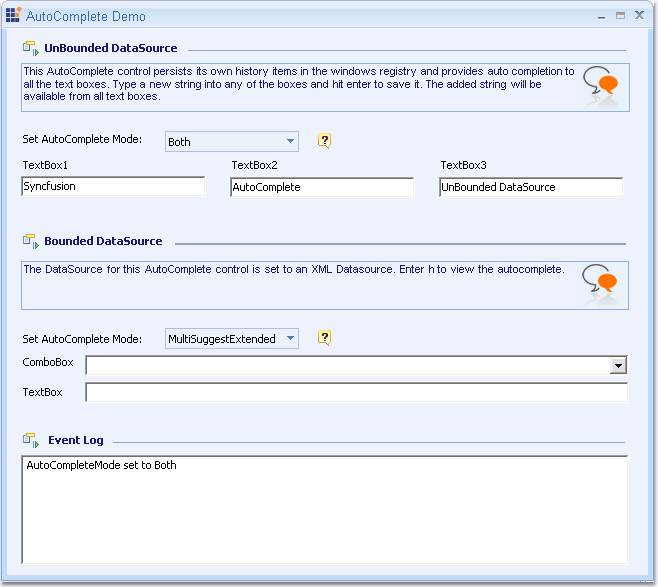 AutoComplete Demo
UnBounded DataSource
This AutoComplete control persists its own history items in the windows registry and provides auto completion to
all the text boxes. Type a new string into any of the boxes and hit enter to save it. The added string will be
available from all text boxes.
Set AutoComplete Mode: Both ?
TextBox1 TextBox2 TextBox3
Syncfusion AutoComplete UnBounded DataSource
Bounded DataSource
The DataSource for this AutoComplete control is set to an XML Datasource. Enter h to view the autocomplete.
Set AutoComplete Mode: MultiSuggestExtended ?
ComboBox
TextBox
Event Log
AutoCompleteMode set to Both